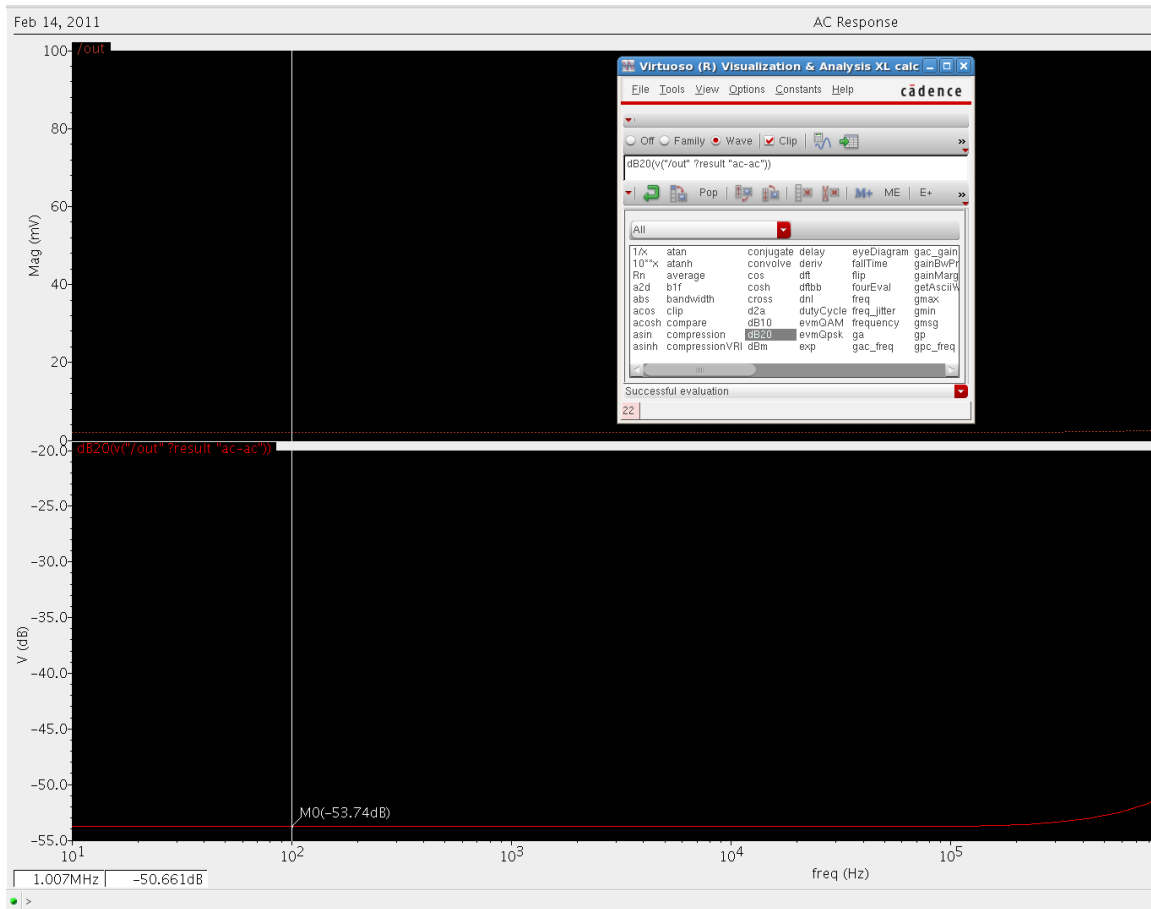 Feb 14, 2011
AC Response
/out
100
80
60
40
20
0
Mag (mV)
Virtuoso (R) Visualization & Analysis XL calc
File Tools View Options Constants Help
cādence
Off Family Wave Clip »
dB20(v("/out" ?result "ac-ac"))
Pop M+ ME E+ »
All
1/x atan conjugate delay eyeDiagram gac_gain
10**x atanh convolve deriv fallTime gainBwPr
Rn average cos dft flip gainMarg
a2d b1f cosh dftbb fourEval getAsciiW
abs bandwidth cross dnl freq gmax
acos clip d2a dutyCycle freq_jitter gmin
acosh compare dB10 evmQAM frequency gmsg
asin compression dB20 evmQpsk ga gp
asinh compressionVRI dBm exp gac_freq gpc_freq
Successful evaluation
22
dB20(v("/out" ?result "ac-ac"))
-20.0
-25.0
-30.0
-35.0
-40.0
-45.0
-50.0
-55.0
V (dB)
M0(-53.74dB)
10¹ 10² 10³ 10⁴ 10⁵
freq (Hz)
1.007MHz -50.661dB
>